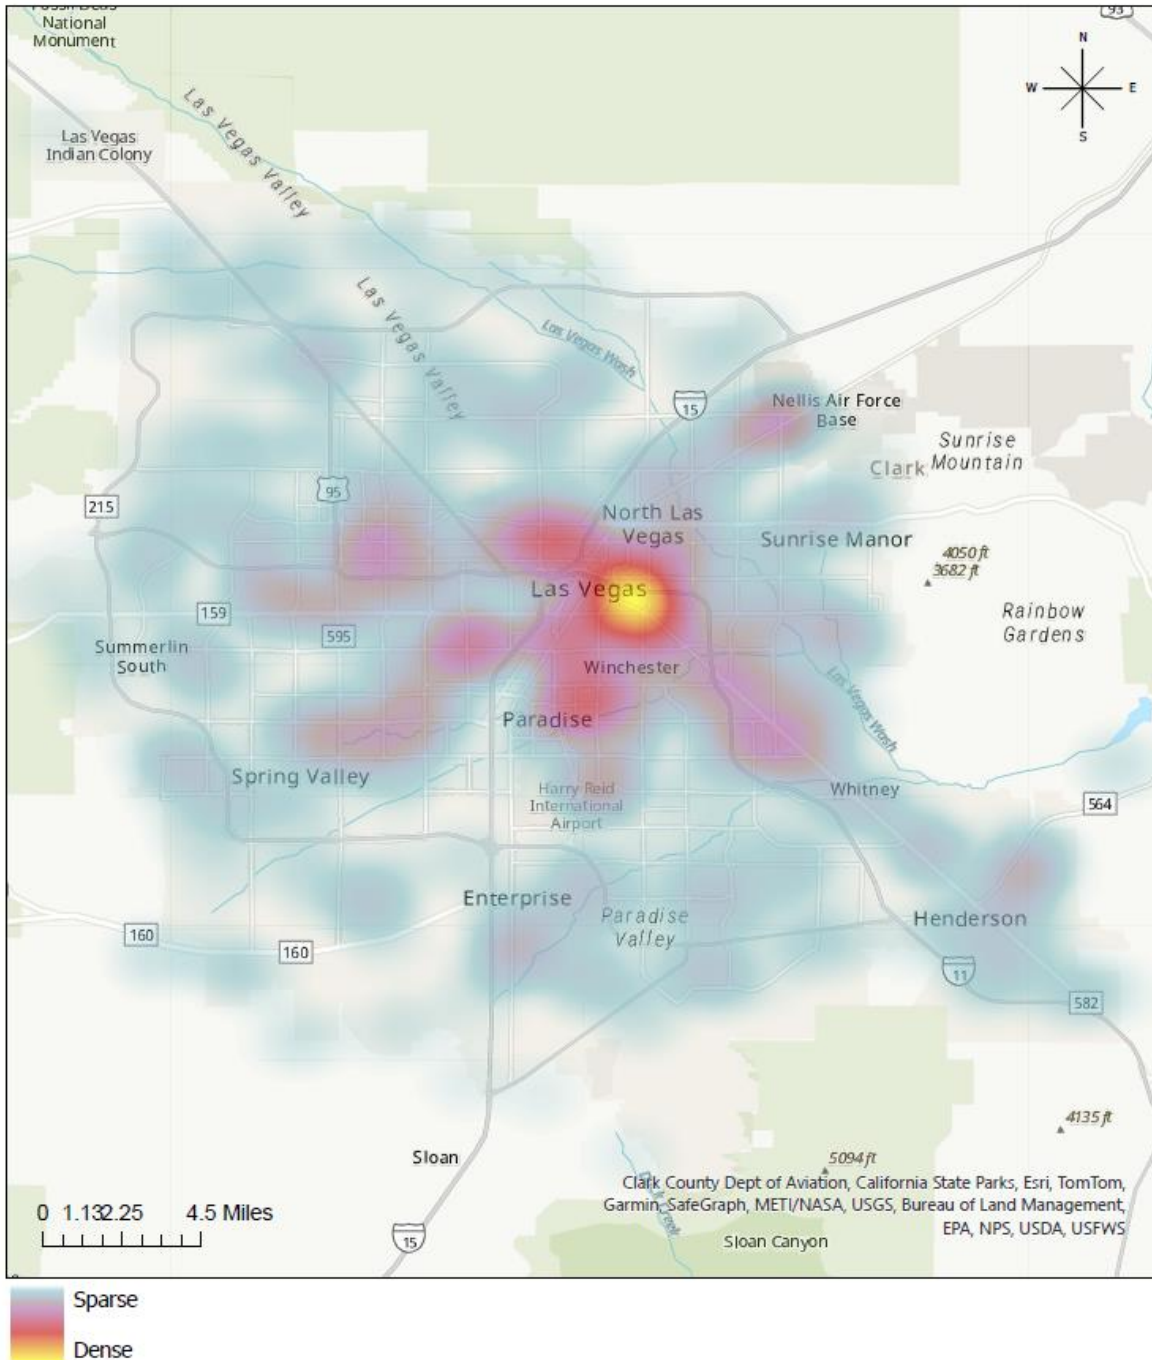 National
Monument
93
N
W E
S
Las Vegas
Indian Colony
Las Vegas Valley
Las Vegas Valley
Las Vegas Wash
15
Nellis Air Force
Base
Sunrise
Mountain
Clark
95
215
North Las
Vegas
Sunrise Manor
4050 ft
3682 ft
Las Vegas
Rainbow
Gardens
159
595
Summerlin
South
Winchester
Las Vegas Wash
Paradise
Spring Valley
Harry Reid
International
Airport
Whitney
564
Enterprise
Paradise
Valley
Henderson
160
160
11
582
4135 ft
Sloan
5094 ft
Clark County Dept of Aviation, California State Parks, Esri, TomTom,
Garmin, SafeGraph, METI/NASA, USGS, Bureau of Land Management,
EPA, NPS, USDA, USFWS
0 1.132.25 4.5 Miles
15
Sloan Canyon
Sparse
Dense